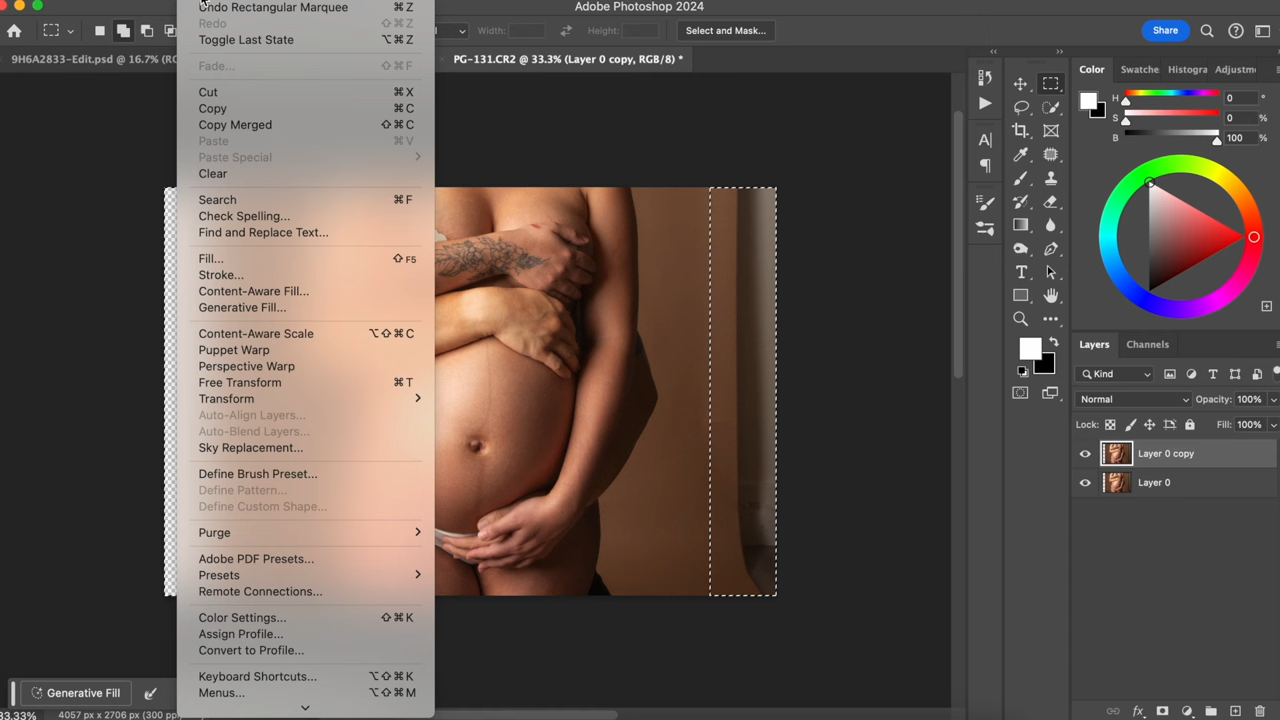 Undo Rectangular Marquee ⌘Z
Adobe Photoshop 2024
Redo ⇧⌘Z
Toggle Last State ⌥⌘Z
Width:
Height:
Select and Mask...
Share
9H6A2833-Edit.psd @ 16.7% (RG
PG-131.CR2 @ 33.3% (Layer 0 copy, RGB/8) *
Fade... ⇧⌘F
Cut ⌘X
Copy ⌘C
Copy Merged ⇧⌘C
Paste ⌘V
Paste Special
Clear
Search ⌘F
Check Spelling...
Find and Replace Text...
Fill... ⇧F5
Stroke...
Content-Aware Fill...
Generative Fill...
Content-Aware Scale ⌥⇧⌘C
Puppet Warp
Perspective Warp
Free Transform ⌘T
Transform
Auto-Align Layers...
Auto-Blend Layers...
Sky Replacement...
Define Brush Preset...
Define Pattern...
Define Custom Shape...
Purge
Adobe PDF Presets...
Presets
Remote Connections...
Color Settings... ⇧⌘K
Assign Profile...
Convert to Profile...
Keyboard Shortcuts... ⌥⇧⌘K
Menus... ⌥⇧⌘M
Generative Fill
33.33% 4057 px x 2706 px (300 pp
Color Swatche Histogra Adjustm
H 0 °
S 0 %
B 100 %
Layers Channels
Kind
Normal Opacity: 100%
Lock: Fill: 100%
Layer 0 copy
Layer 0